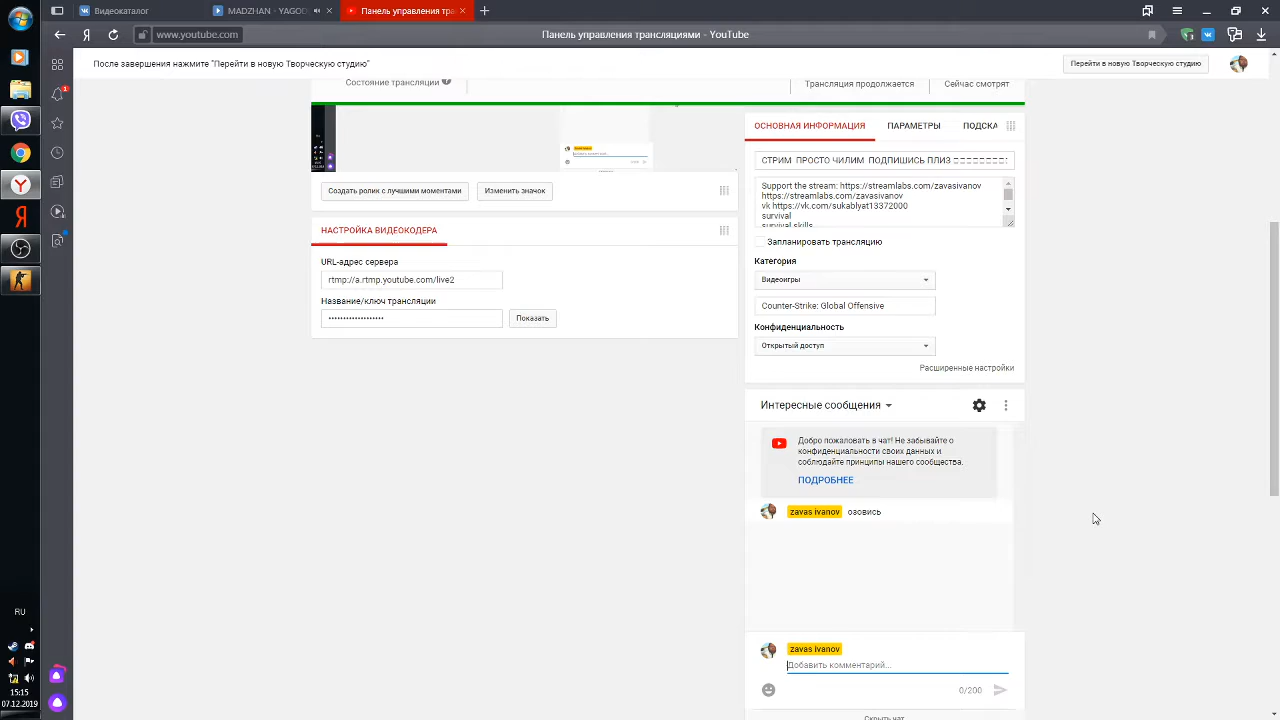 Видеокаталог
MADZHAN - YAGOD
Панель управления тра
www.youtube.com
Панель управления трансляциями - YouTube
После завершения нажмите "Перейти в новую Творческую студию"
Перейти в новую Творческую студию
Состояние трансляции
Трансляция продолжается
Сейчас смотрят
Создать ролик с лучшими моментами
Изменить значок
НАСТРОЙКА ВИДЕОКОДЕРА
URL-адрес сервера
rtmp://a.rtmp.youtube.com/live2
Название/ключ трансляции
••••••••••••••••••••
Показать
ОСНОВНАЯ ИНФОРМАЦИЯ
ПАРАМЕТРЫ
ПОДСКА
СТРИМ ПРОСТО ЧИЛИМ ПОДПИШИСЬ ПЛИЗ
Support the stream: https://streamlabs.com/zavasivanov
https://streamlabs.com/zavasivanov
vk https://vk.com/sukablyat13372000
survival
survival skills
Запланировать трансляцию
Категория
Видеоигры
Counter-Strike: Global Offensive
Конфиденциальность
Открытый доступ
Расширенные настройки
Интересные сообщения
Добро пожаловать в чат! Не забывайте о
конфиденциальности своих данных и
соблюдайте принципы нашего сообщества.
ПОДРОБНЕЕ
zavas ivanov озовись
zavas ivanov
Добавить комментарий...
0/200
Скрыть чат
RU
15:15
07.12.2019